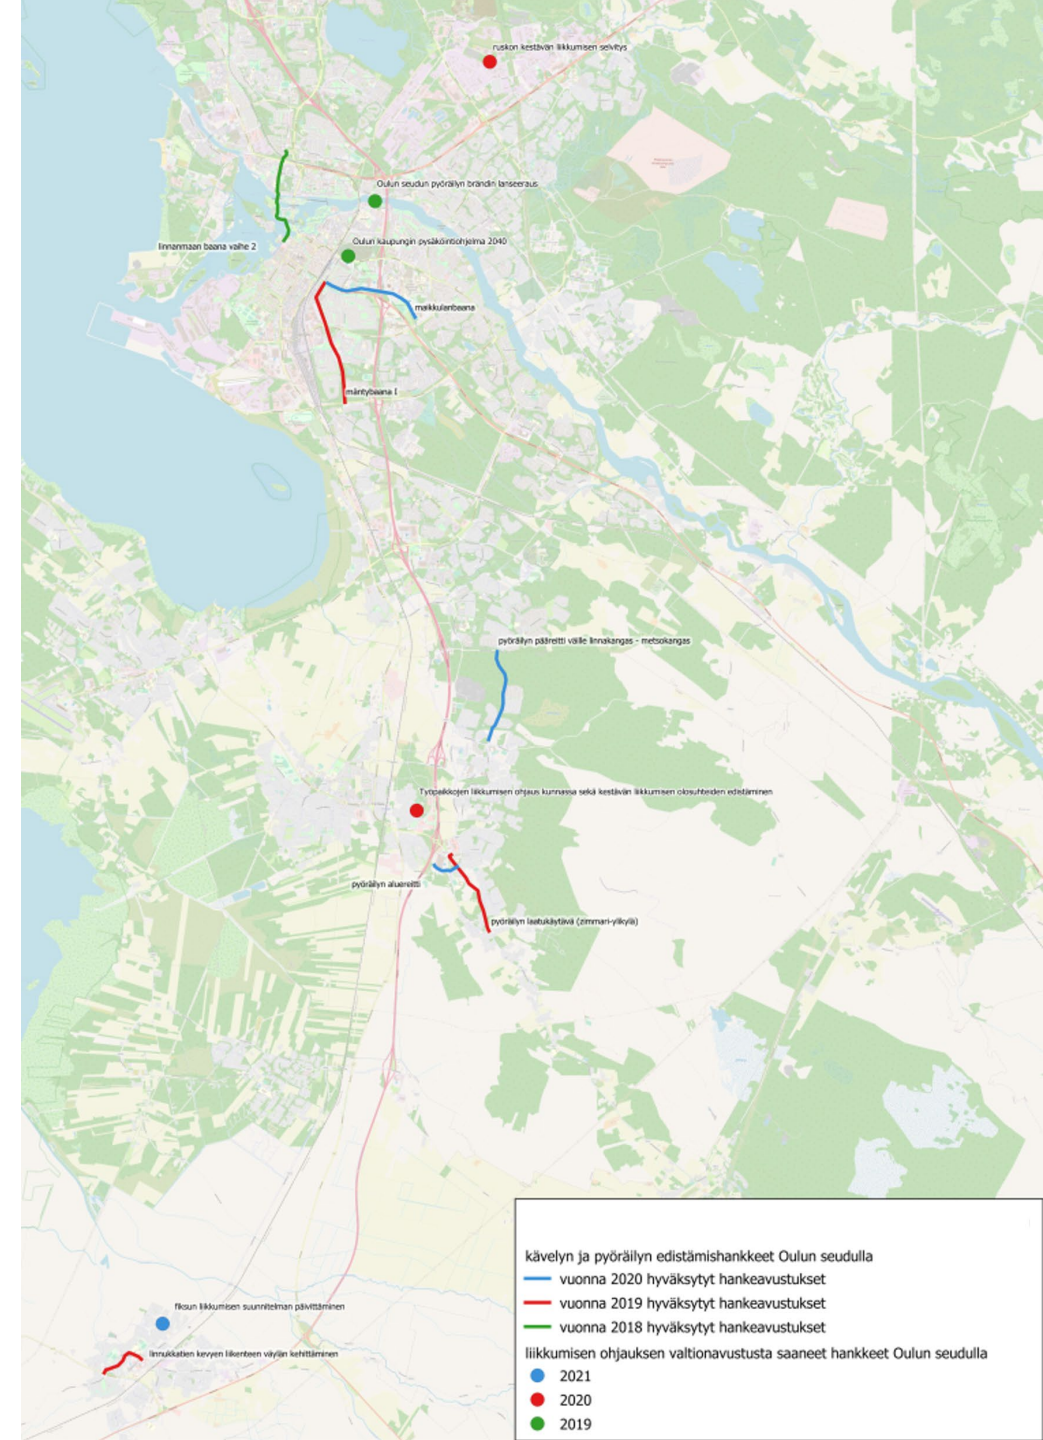 ruskon kestävän liikkumisen selvitys
Oulun seudun pyöräilyn brändin lanseeraus
Oulun kaupungin pysäköintiohjelma 2040
linnanmaan baana vaihe 2
maikkulanbaana
mäntybaana I
pyöräilyn pääreitti välille linnakangas - metsokangas
Työpaikkojen liikkumisen ohjaus kunnassa sekä kestävän liikkumisen olosuhteiden edistäminen
pyöräilyn aluereitti
pyöräilyn laatukäytävä (zimmari-ylikylä)
fiksun liikkumisen suunnitelman päivittäminen
linnukkatien kevyen liikenteen väylän kehittäminen
kävelyn ja pyöräilyn edistämishankkeet Oulun seudulla
vuonna 2020 hyväksytyt hankeavustukset
vuonna 2019 hyväksytyt hankeavustukset
vuonna 2018 hyväksytyt hankeavustukset
liikkumisen ohjauksen valtionavustusta saaneet hankkeet Oulun seudulla
2021
2020
2019